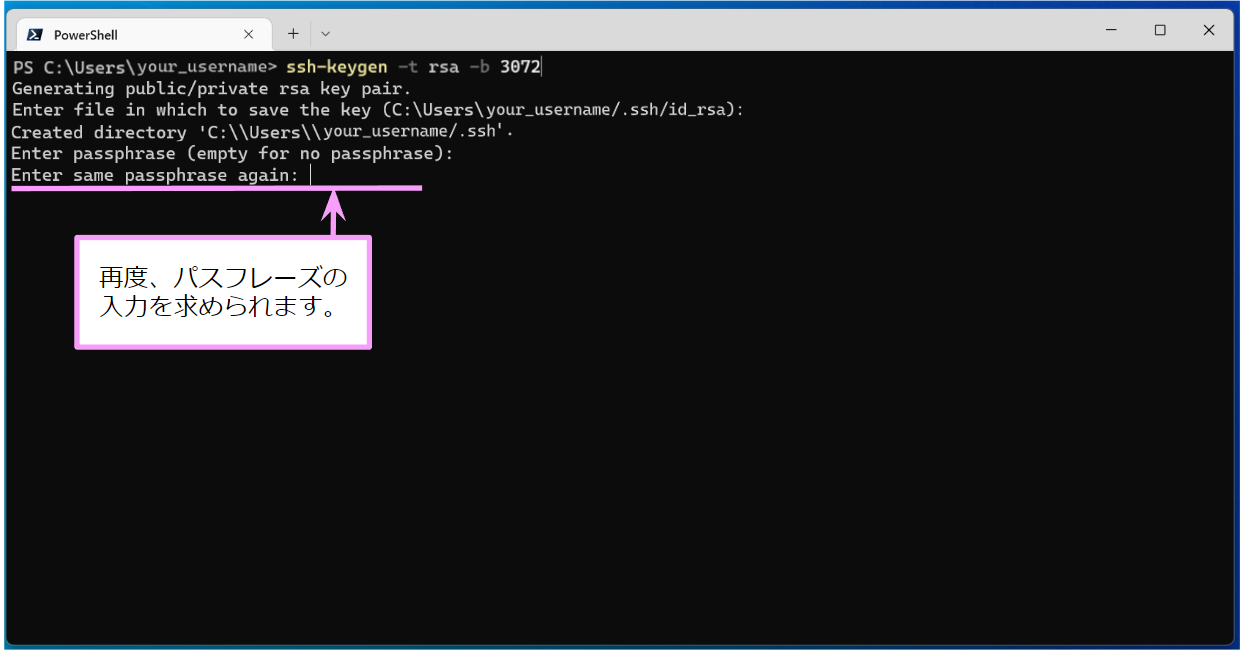 PowerShell
PS C:\Users\your_username> ssh-keygen -t rsa -b 3072
Generating public/private rsa key pair.
Enter file in which to save the key (C:\Users\your_username/.ssh/id_rsa):
Created directory 'C:\\Users\\your_username/.ssh'.
Enter passphrase (empty for no passphrase):
Enter same passphrase again:
再度、パスフレーズの
入力を求められます。